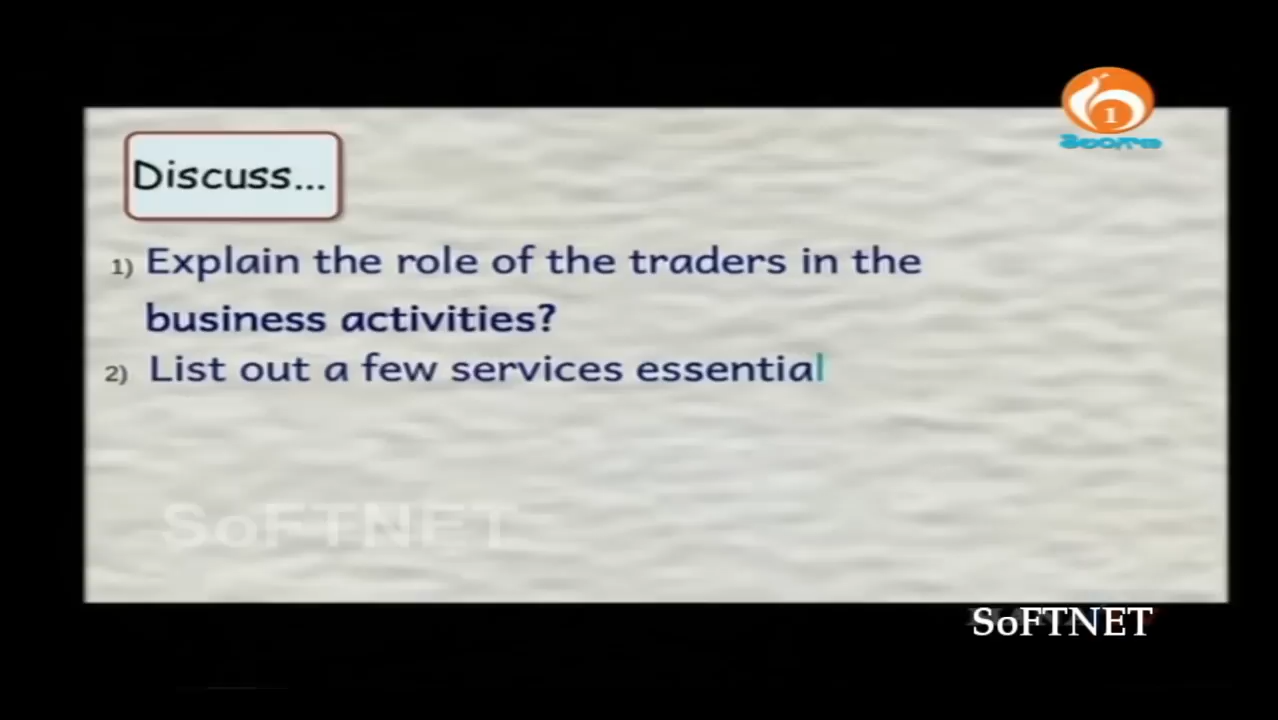 1
Discuss...
1) Explain the role of the traders in the
business activities?
2) List out a few services essential
SoFTNET
SoFTNET